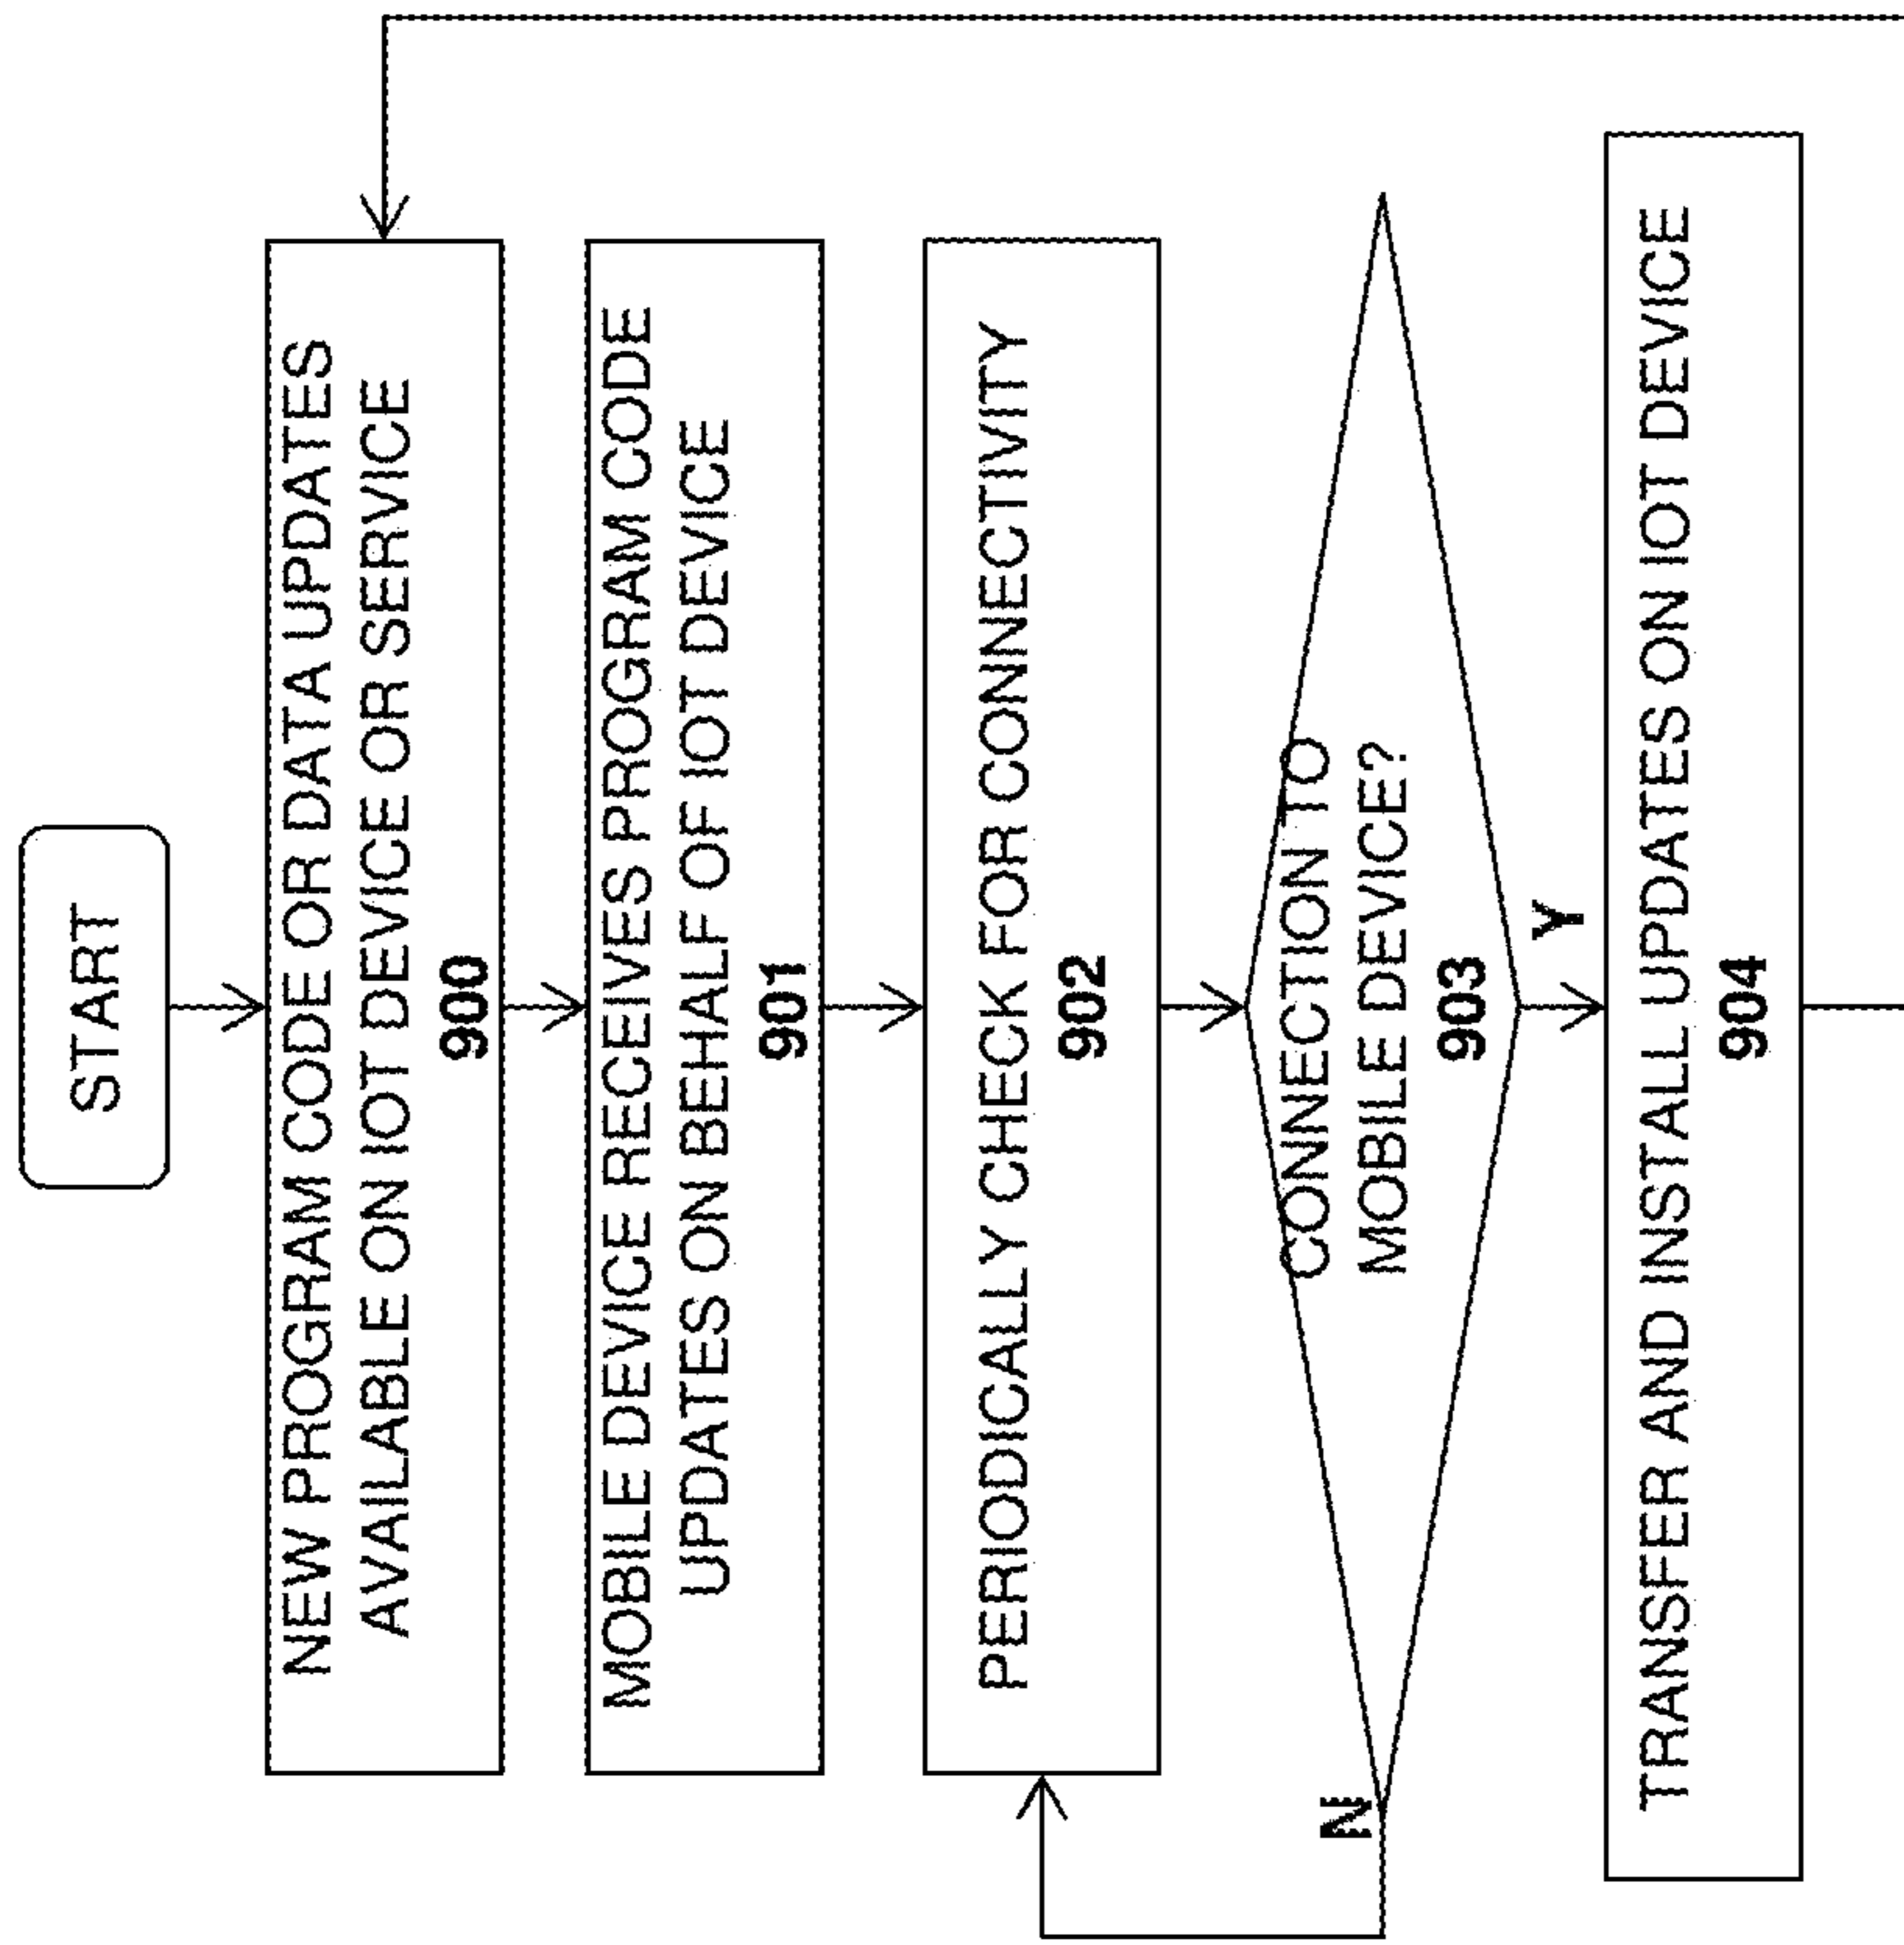 START
NEW PROGRAM CODE OR DATA UPDATES
AVAILABLE ON IOT DEVICE OR SERVICE
900
MOBILE DEVICE RECEIVES PROGRAM CODE
UPDATES ON BEHALF OF IOT DEVICE
901
PERIODICALLY CHECK FOR CONNECTIVITY
902
CONNECTION TO
MOBILE DEVICE?
903
N
Y
TRANSFER AND INSTALL UPDATES ON IOT DEVICE
904